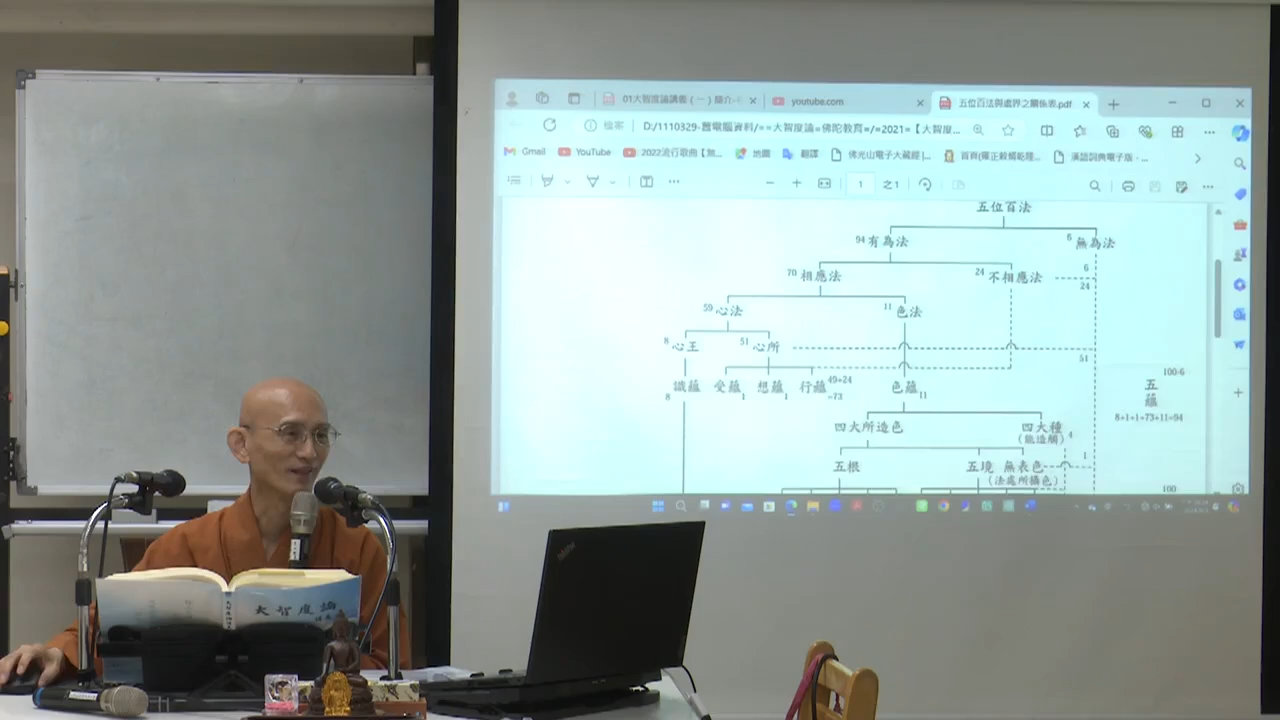 01大智度論講義(一)簡介
youtube.com
五位百法與處界之關係表.pdf
檔案
D:/1110329-舊電腦資料/==大智度論=佛陀教育=/=2021=【大智度...
Gmail
YouTube
2022流行歌曲【無...
地圖
翻譯
佛光山電子大藏經 |...
漢語詞典電子版 - ...
1
之1
五位百法
94 有為法
6 無為法
70 相應法
24 不相應法
6
24
59 心法
11 色法
8 心王
51 心所
51
識蘊 8
受蘊 1
想蘊 1
行蘊 49+24 =73
色蘊 11
100-6
五蘊
8+1+1+73+11=94
四大所造色
四大種
(能造觸)
4
五根
五境
無表色
1
(法處所攝色)
100
大智度論